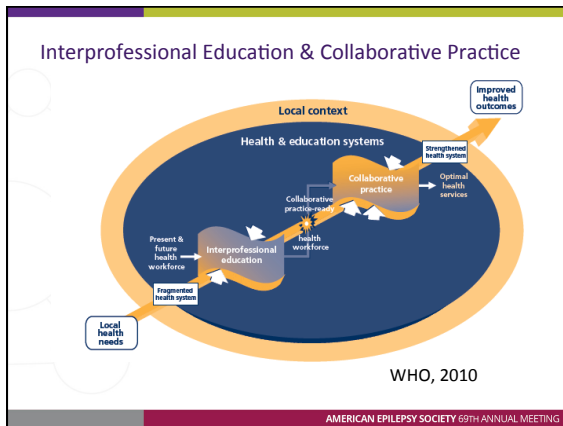 Interprofessional Education & Collaborative Practice
Improved
health
outcomes
Local context
Health & education systems
Strengthened
health system
Collaborative
practice
Optimal
health
services
Collaborative
practice-ready
health
workforce
Present &
future
health
workforce
Interprofessional
education
Fragmented
health system
Local
health
needs
WHO, 2010
AMERICAN EPILEPSY SOCIETY 69TH ANNUAL MEETING